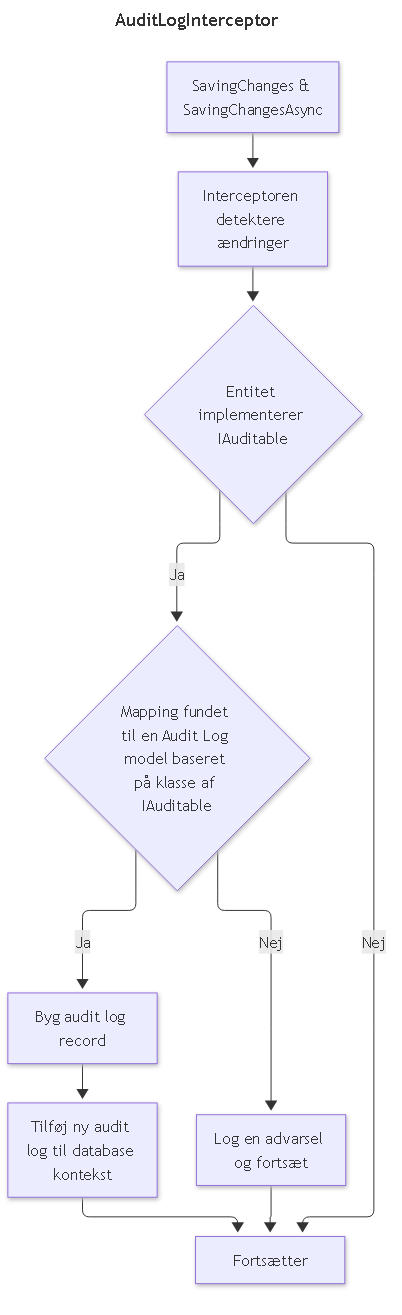 AuditLogInterceptor
SavingChanges &
SavingChangesAsync
Interceptoren
detektere
ændringer
Entitet
implementerer
IAuditable
Ja
Mapping fundet
til en Audit Log
model baseret
på klasse af
IAuditable
Ja
Nej
Nej
Byg audit log
record
Tilføj ny audit
log til database
kontekst
Log en advarsel
og fortsæt
Fortsætter